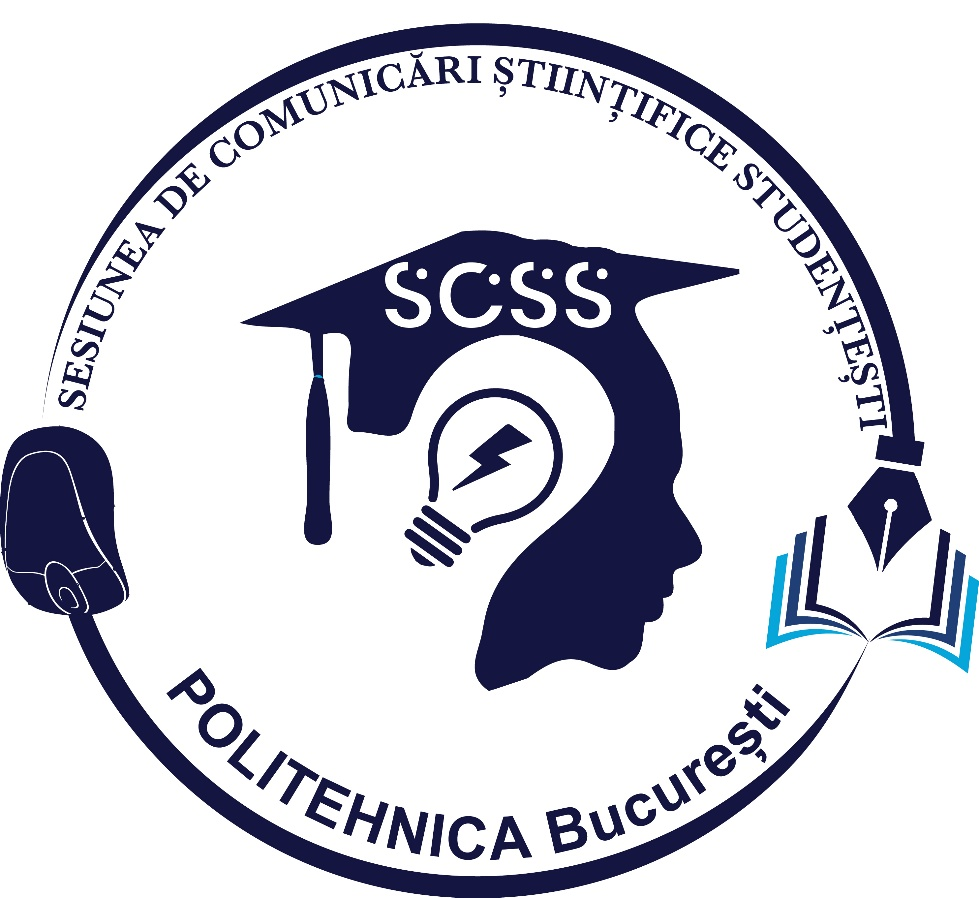 SESIUNEA DE COMUNICĂRI ȘTIINȚIFICE STUDENȚEȘTI
SCSS
POLITEHNICA București